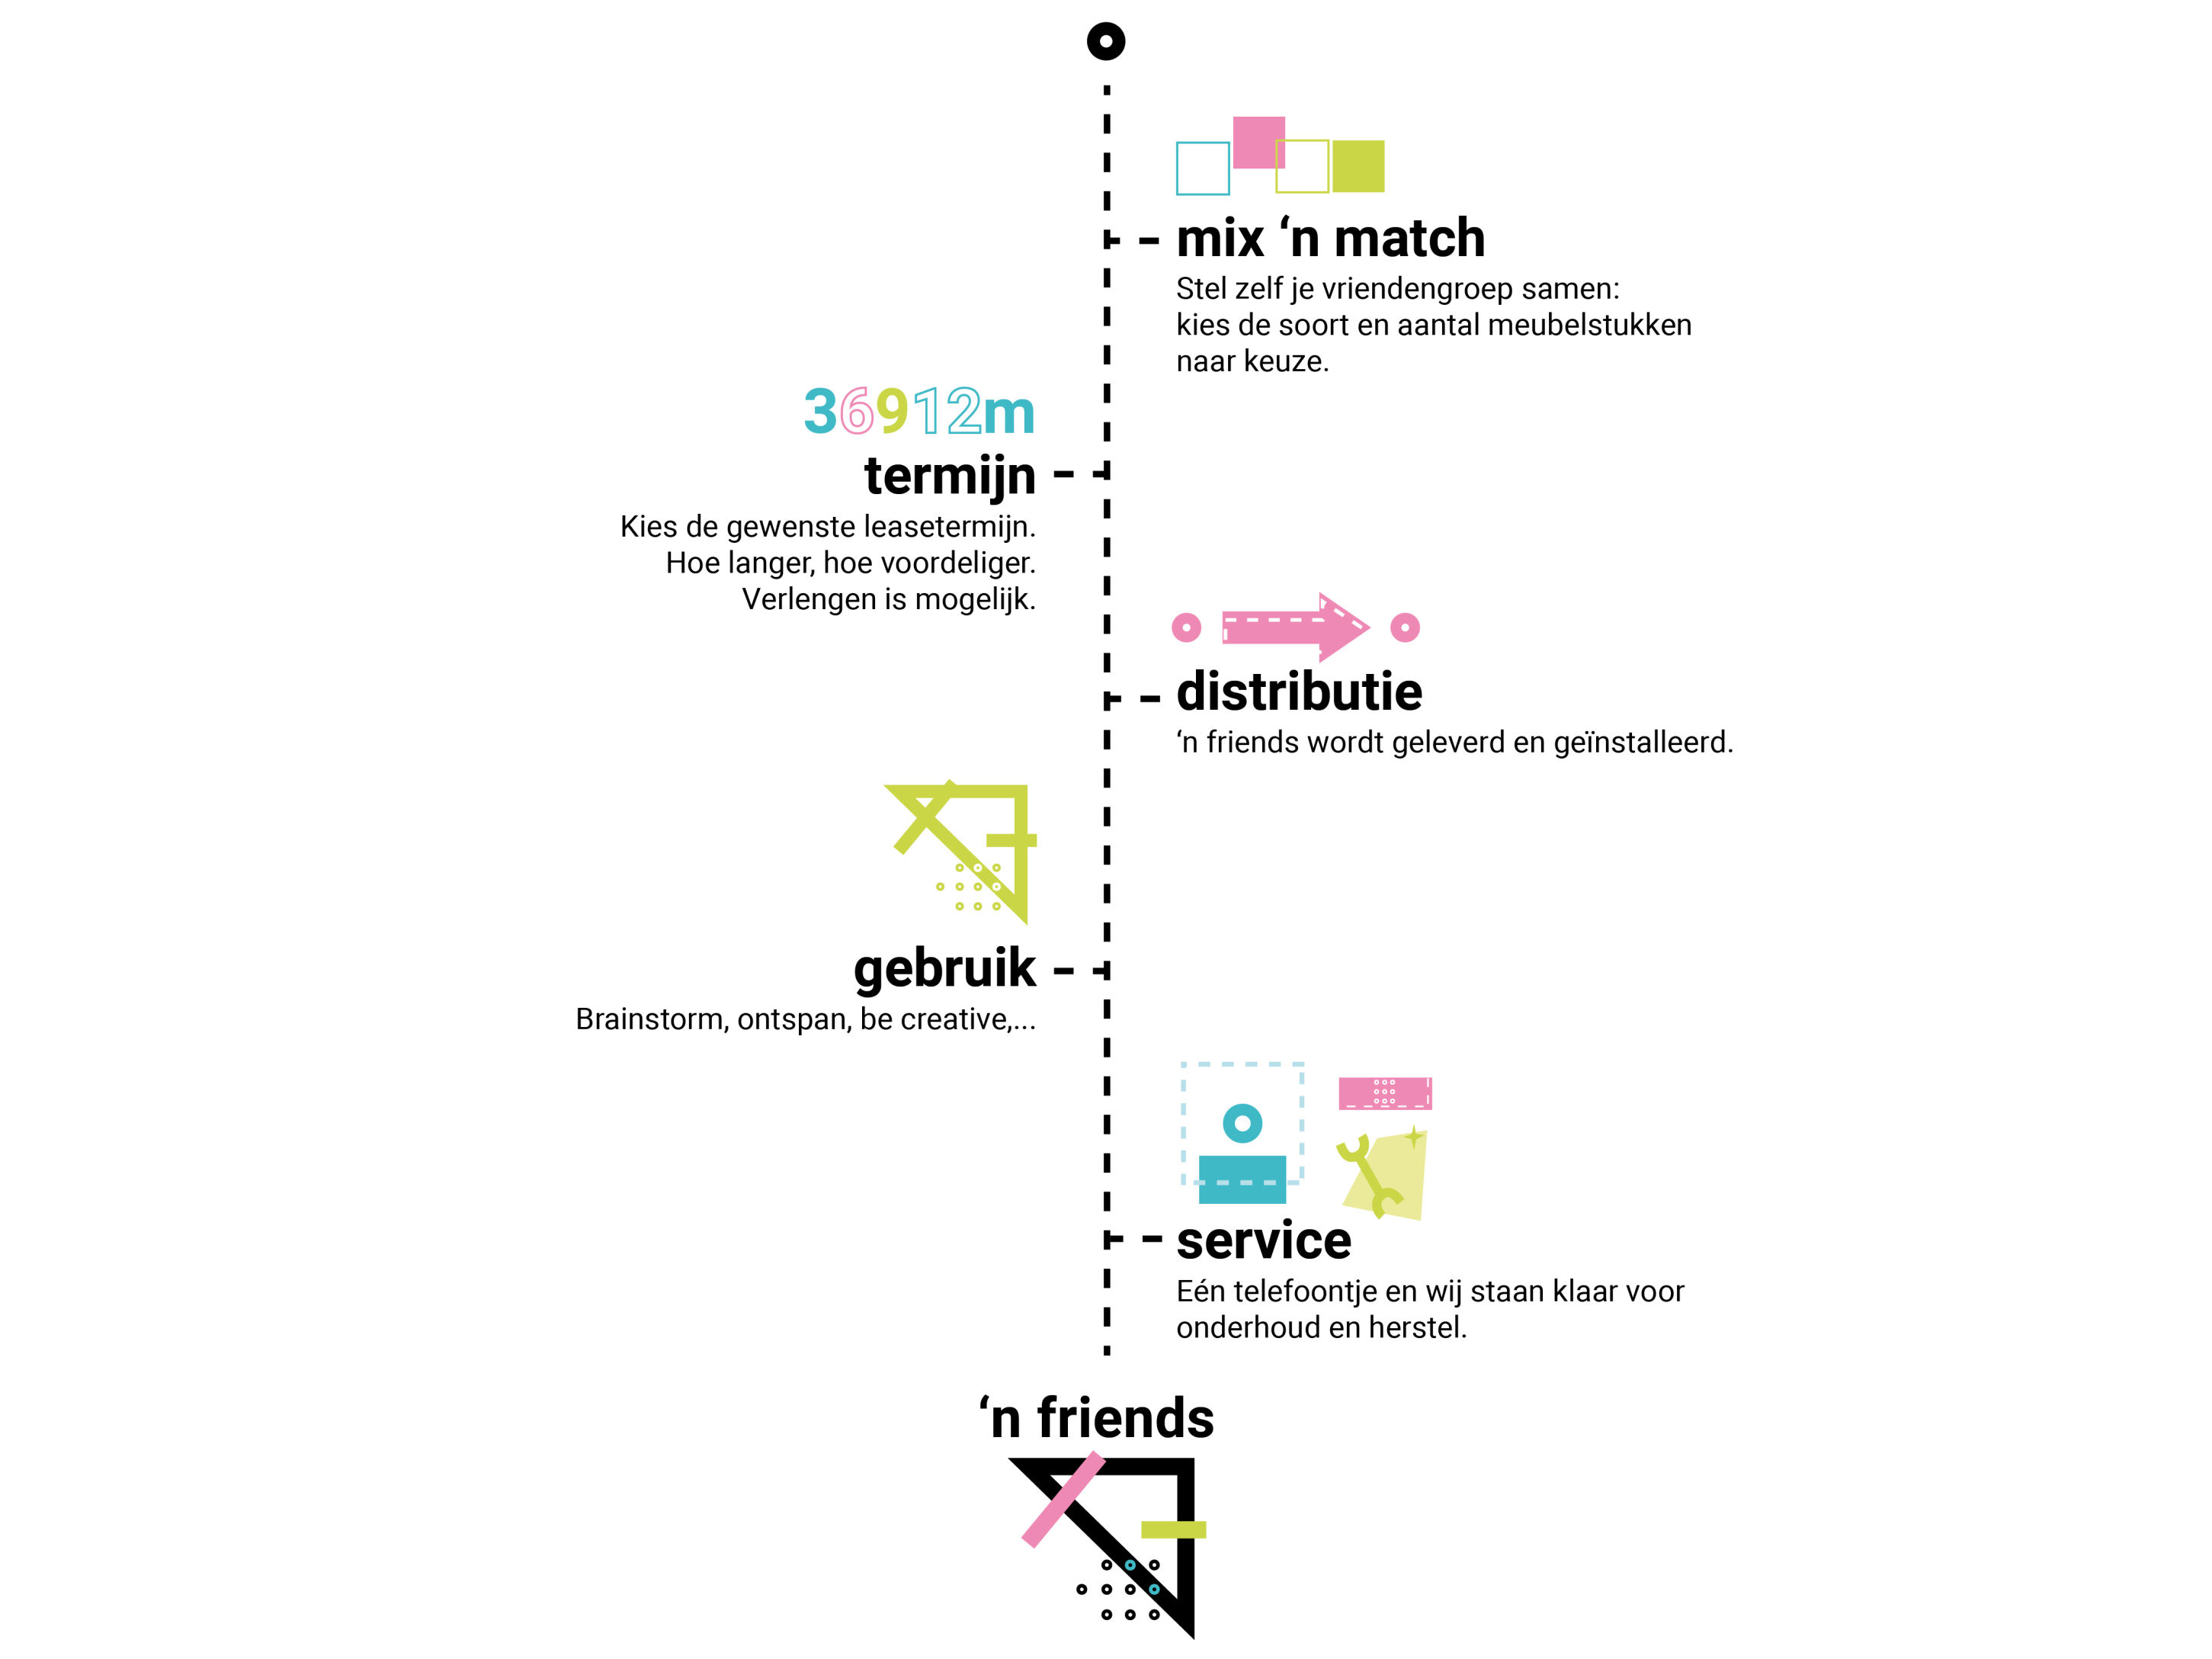 mix ‘n match
Stel zelf je vriendengroep samen:
kies de soort en aantal meubelstukken
naar keuze.
36912m
termijn
Kies de gewenste leasetermijn.
Hoe langer, hoe voordeliger.
Verlengen is mogelijk.
distributie
‘n friends wordt geleverd en geïnstalleerd.
gebruik
Brainstorm, ontspan, be creative,...
service
Eén telefoontje en wij staan klaar voor
onderhoud en herstel.
‘n friends